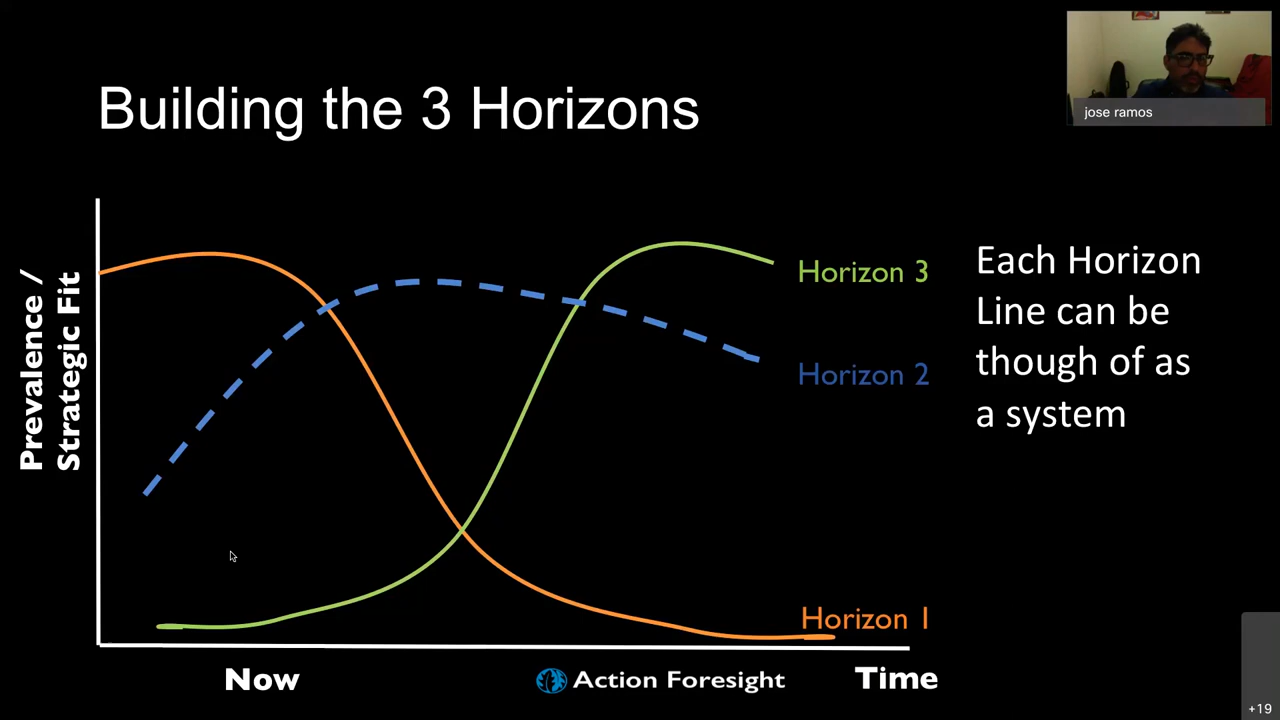 jose ramos
Building the 3 Horizons
Prevalence /
Strategic Fit
Horizon 3
Horizon 2
Horizon 1
Each Horizon
Line can be
though of as
a system
Now
Action Foresight
Time
+19